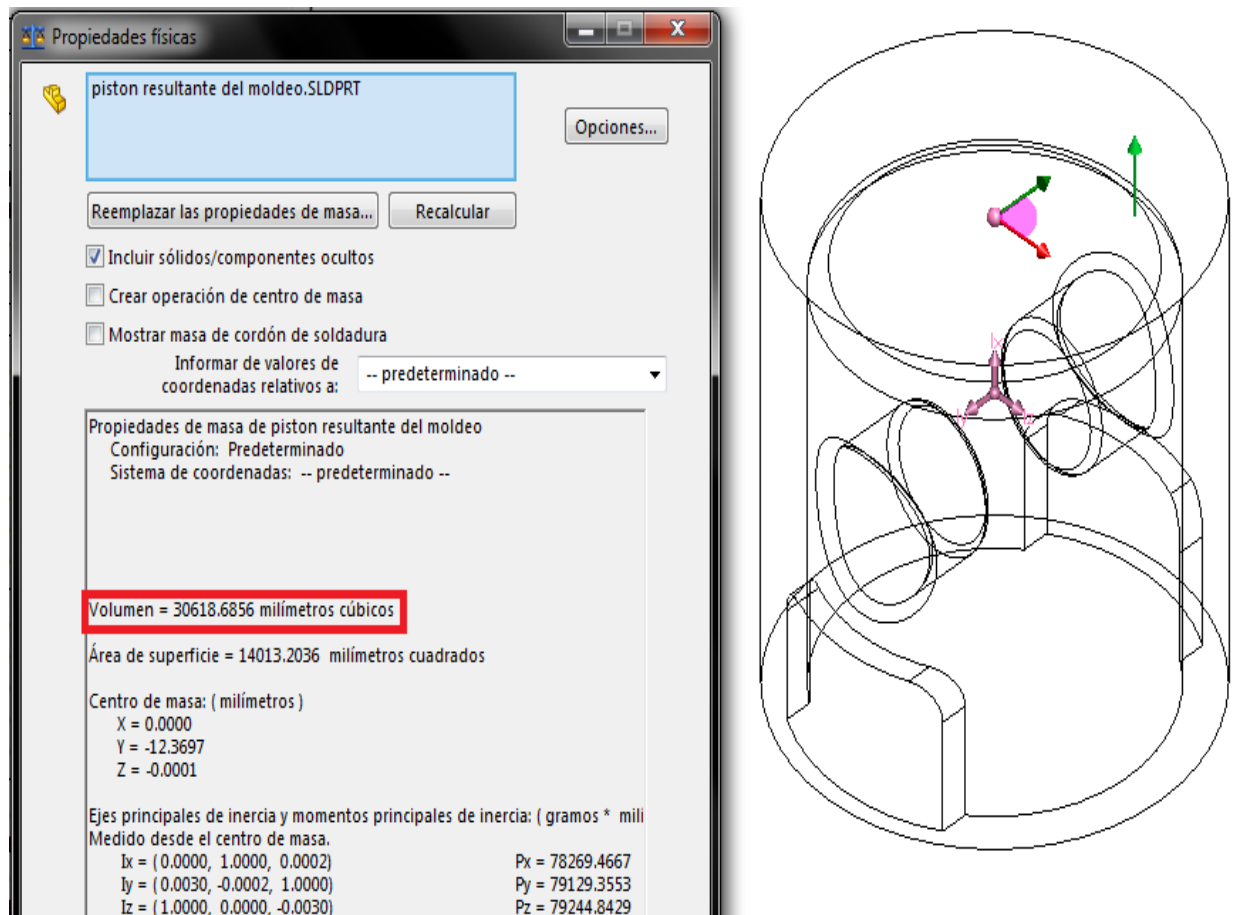 Propiedades físicas
piston resultante del moldeo.SLDPRT
Opciones...
Reemplazar las propiedades de masa...
Recalcular
Incluir sólidos/componentes ocultos
Crear operación de centro de masa
Mostrar masa de cordón de soldadura
Informar de valores de
coordenadas relativos a:
-- predeterminado --
Propiedades de masa de piston resultante del moldeo
Configuración: Predeterminado
Sistema de coordenadas: -- predeterminado --
Volumen = 30618.6856 milímetros cúbicos
Área de superficie = 14013.2036 milímetros cuadrados
Centro de masa: ( milímetros )
X = 0.0000
Y = -12.3697
Z = -0.0001
Ejes principales de inercia y momentos principales de inercia: ( gramos * milí
Medido desde el centro de masa.
Ix = ( 0.0000, 1.0000, 0.0002) Px = 78269.4667
Iy = ( 0.0030, -0.0002, 1.0000) Py = 79129.3553
Iz = ( 1.0000, 0.0000, -0.0030) Pz = 79244.8429
Ix
Iy
Iz